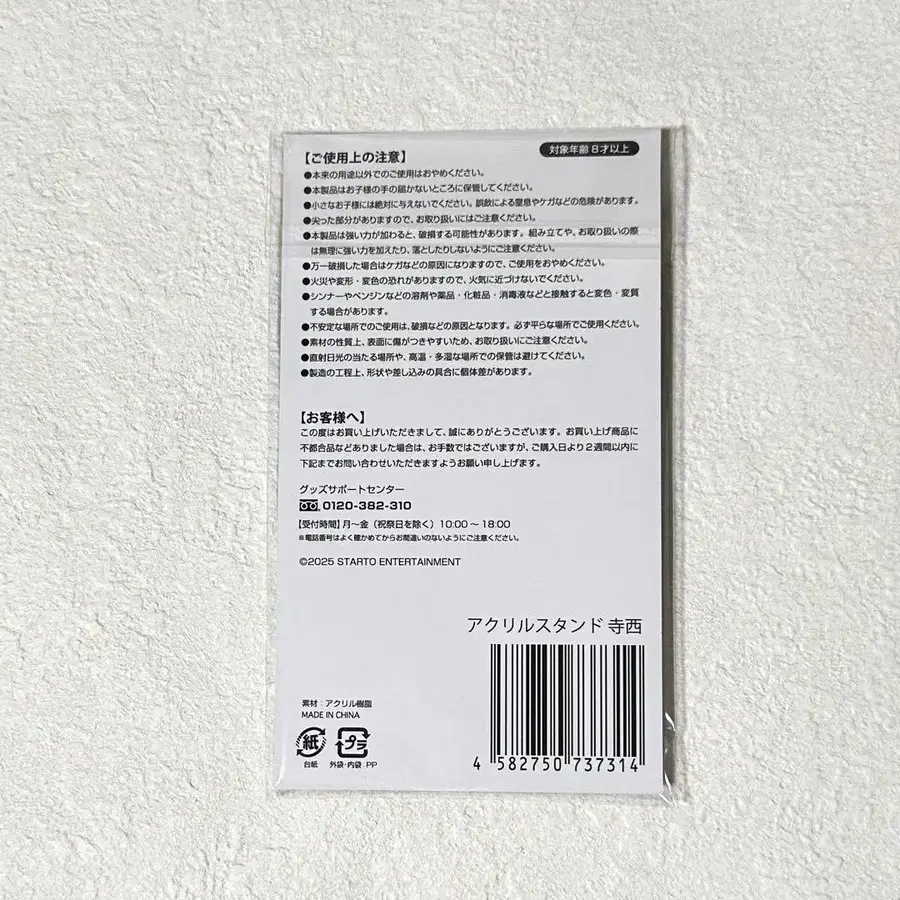 【ご使用上の注意】
対象年齢 8才以上
●本来の用途以外でのご使用はおやめください。
●本製品はお子様の手の届かないところに保管してください。
●小さなお子様には絶対に与えないでください。誤飲による窒息やケガなどの危険があります。
●尖った部分がありますので、お取り扱いにはご注意ください。
●本製品は強い力が加わると、破損する可能性があります。組み立てや、お取り扱いの際
は無理に強い力を加えたり、落としたりしないようにご注意ください。
●万一破損した場合はケガなどの原因になりますので、ご使用をおやめください。
●火災や変形・変色の恐れがありますので、火気に近づけないでください。
●シンナーやベンジンなどの溶剤や薬品・化粧品・消毒液などと接触すると変色・変質
する場合があります。
●不安定な場所でのご使用は、破損などの原因となります。必ず平らな場所でご使用ください。
●素材の性質上、表面に傷がつきやすいため、お取り扱いにご注意ください。
●直射日光の当たる場所や、高温・多湿な場所での保管は避けてください。
●製造の工程上、形状や差し込みの具合に個体差があります。
【お客様へ】
この度はお買い上げいただきまして、誠にありがとうございます。お買い上げ商品に
不都合品などありました場合は、お手数ではございますが、ご購入日より2週間以内に
下記までお問い合わせいただきますようお願い申し上げます。
グッズサポートセンター
0120-382-310
【受付時間】月～金（祝祭日を除く）10:00～18:00
※電話番号はよく確かめてからお間違いのないようにご注意ください。
©2025 STARTO ENTERTAINMENT
アクリルスタンド 寺西
素材：アクリル樹脂
MADE IN CHINA
紙
プラ
台紙
外袋・内袋 PP
4 582750 737314